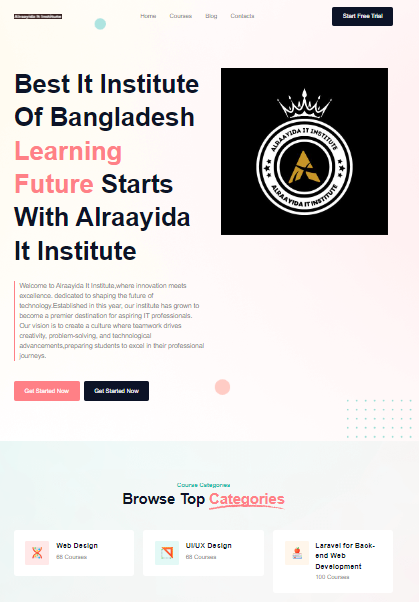 Alraayida It Institute
Home Courses Blog Contacts
Start Free Trial
Best It Institute
Of Bangladesh
Learning
Future Starts
With Alraayida
It Institute
ALRAAYIDA IT INSTITUTE
ALRAAYIDA IT INSTITUTE
Welcome to Alraayida It Institute,where innovation meets
excellence. dedicated to shaping the future of
technology.Established in this year, our institute has grown to
become a premier destination for aspiring IT professionals.
Our vision is to create a culture where teamwork drives
creativity, problem-solving, and technological
advancements,preparing students to excel in their professional
journeys.
Get Started Now Get Started Now
Course Categories
Browse Top Categories
Web Design
68 Courses
UI/UX Design
68 Courses
Laravel for Back-
end Web
Development
100 Courses